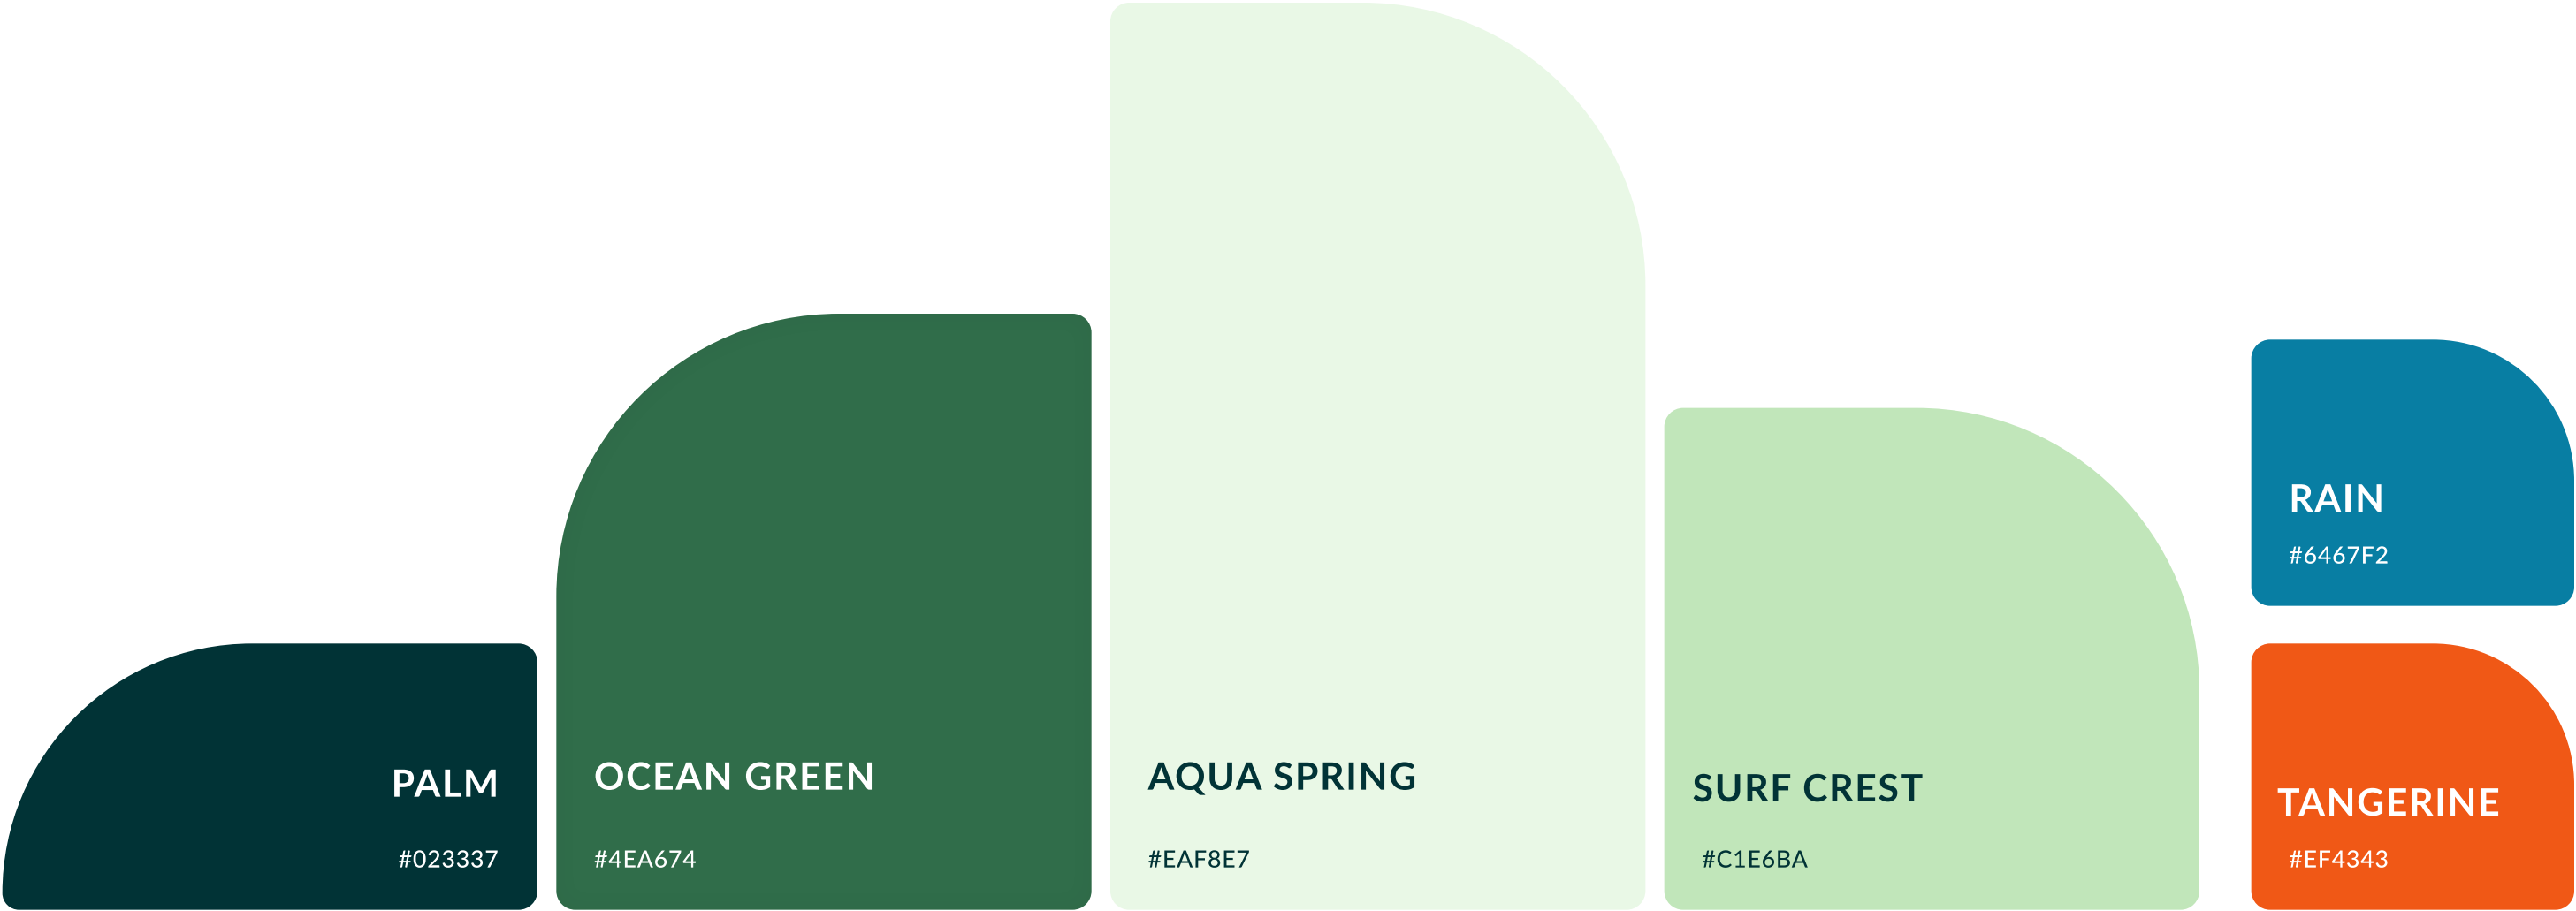 PALM
#023337
OCEAN GREEN
#4EA674
AQUA SPRING
#EAF8E7
SURF CREST
#C1E6BA
RAIN
#6467F2
TANGERINE
#EF4343